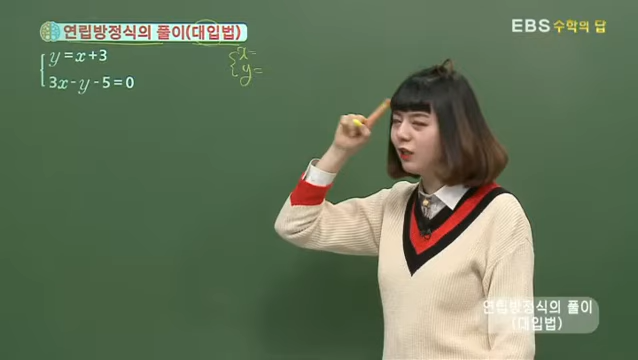 연립방정식의 풀이(대입법)
EBS 수학의 답
y=x+3
3x-y-5=0
x=
y=
연립방정식의 풀이
(대입법)